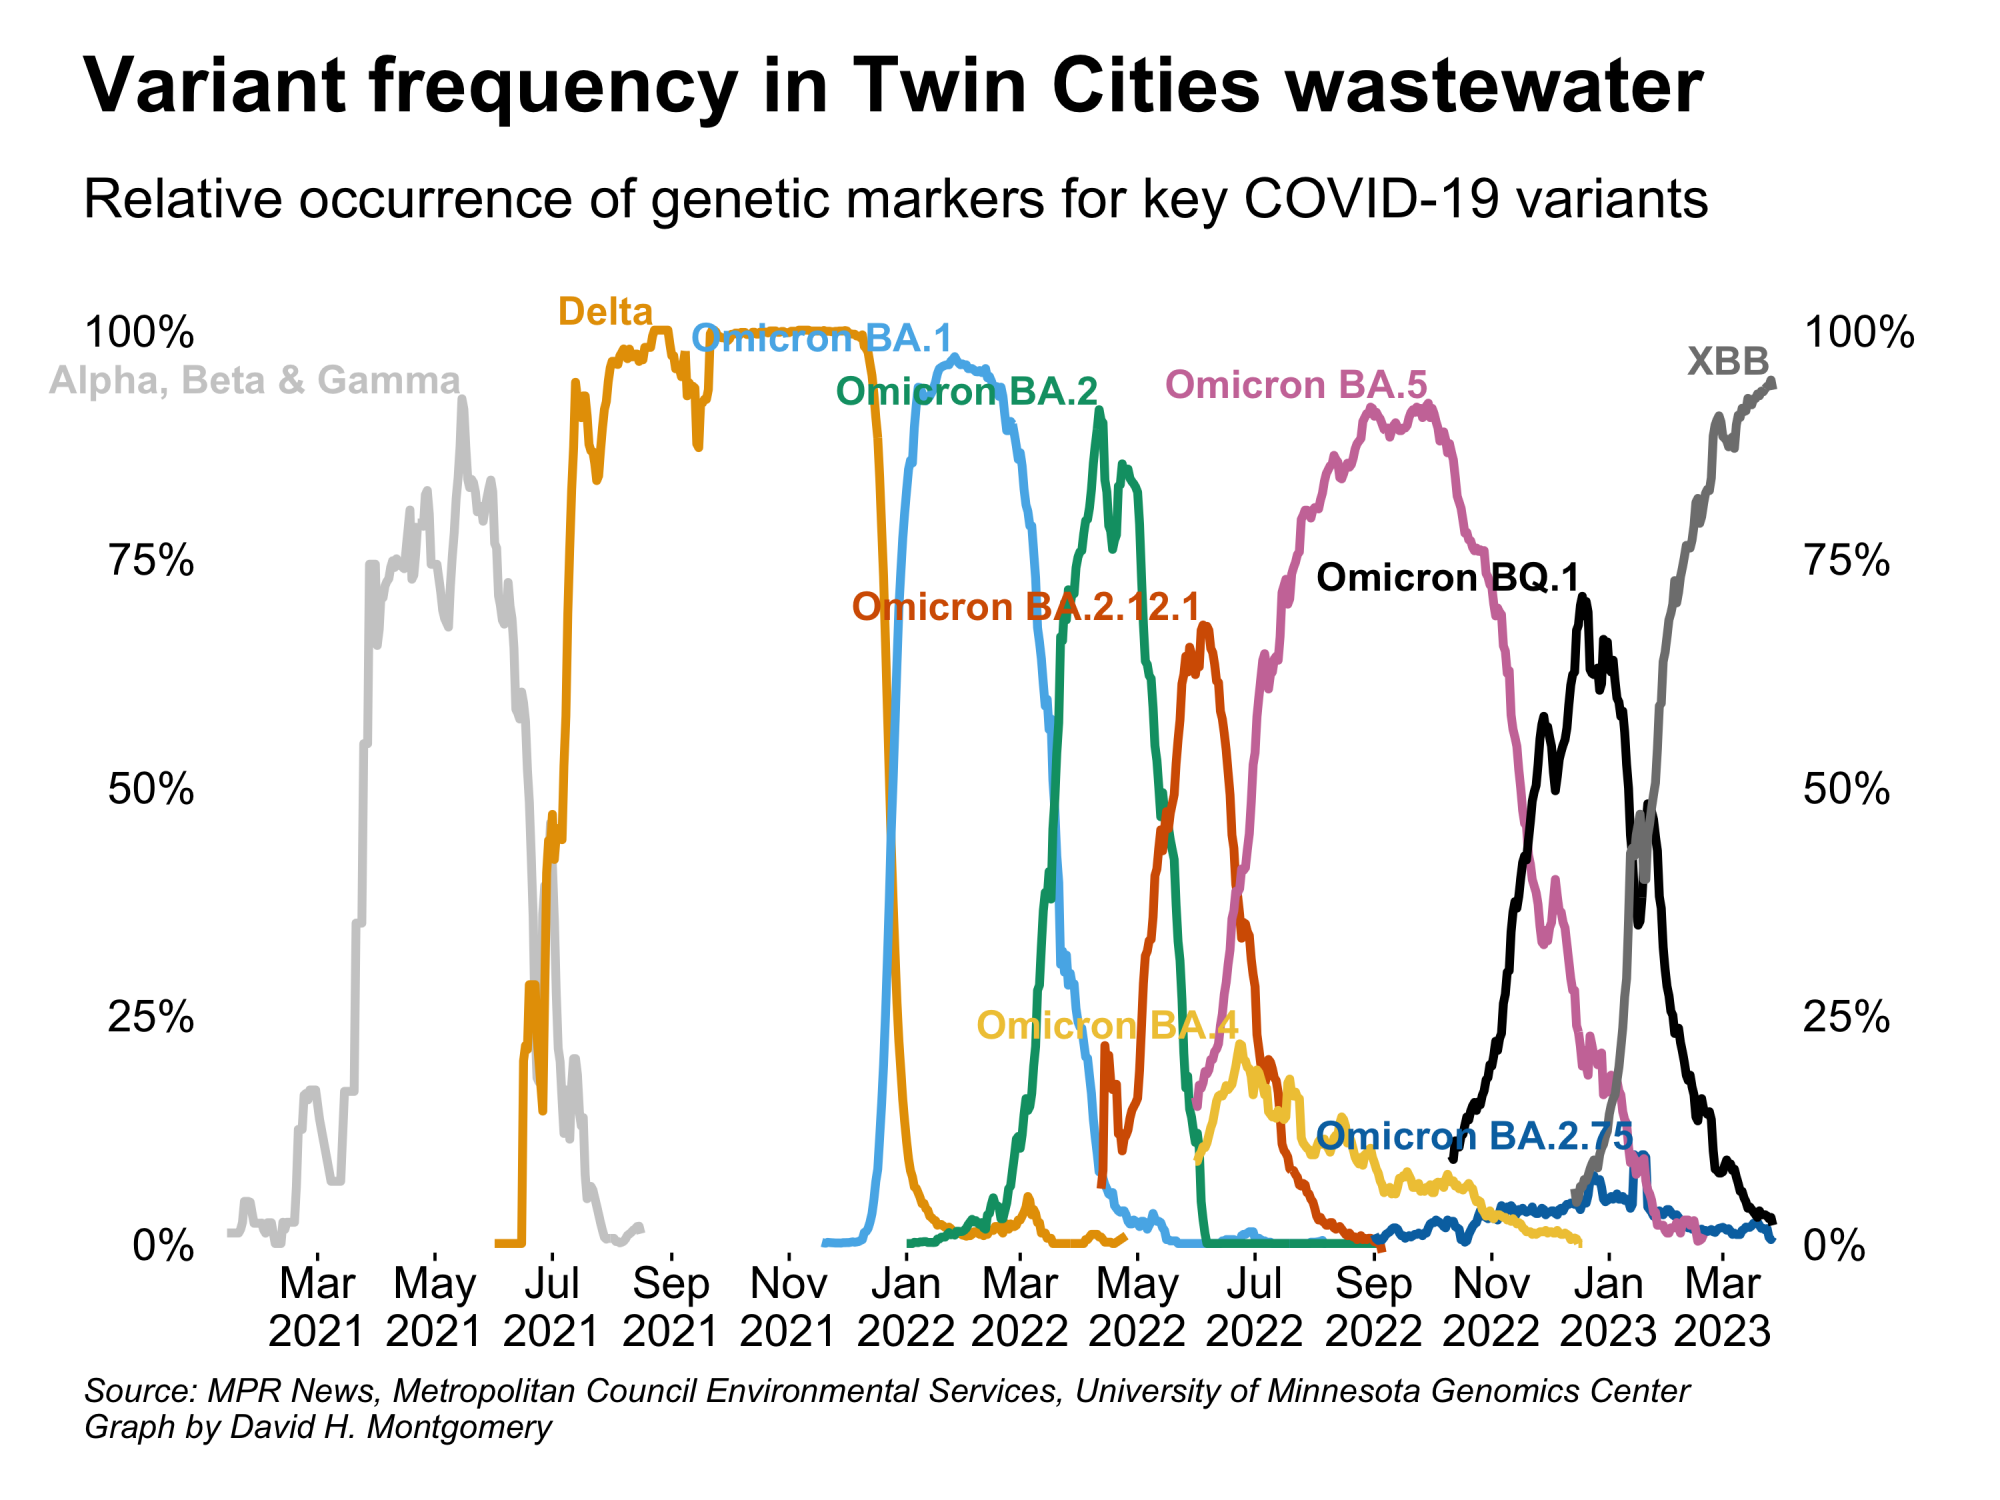 Variant frequency in Twin Cities wastewater
Relative occurrence of genetic markers for key COVID-19 variants
Delta
100%
Omicron BA.1
100%
XBB
Alpha, Beta & Gamma
Omicron BA.2
Omicron BA.5
75%
Omicron BQ.1
75%
Omicron BA.2.12.1
50%
50%
25%
Omicron BA.4
25%
Omicron BA.2.75
0%
0%
Mar May Jul Sep Nov Jan Mar May Jul Sep Nov Jan Mar
2021 2021 2021 2021 2021 2022 2022 2022 2022 2022 2022 2023 2023
Source: MPR News, Metropolitan Council Environmental Services, University of Minnesota Genomics Center
Graph by David H. Montgomery